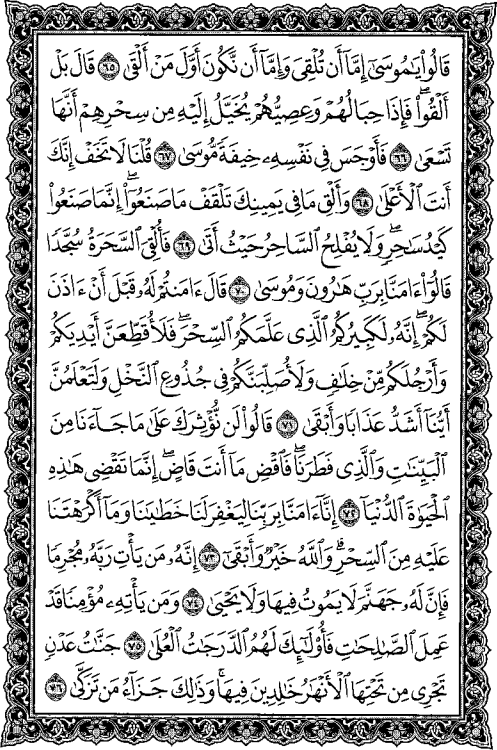 قَالُوا۟ يَٰمُوسَىٰٓ إِمَّآ أَن تُلْقِىَ وَإِمَّآ أَن نَّكُونَ أَوَّلَ مَنْ أَلْقَىٰ ۝٦٥ قَالَ بَلْ
أَلْقُوا۟ ۖ فَإِذَا حِبَالُهُمْ وَعِصِيُّهُمْ يُخَيَّلُ إِلَيْهِ مِن سِحْرِهِمْ أَنَّهَا
تَسْعَىٰ ۝٦٦ فَأَوْجَسَ فِى نَفْسِهِۦ خِيفَةً مُّوسَىٰ ۝٦٧ قُلْنَا لَا تَخَفْ إِنَّكَ
أَنتَ ٱلْأَعْلَىٰ ۝٦٨ وَأَلْقِ مَا فِى يَمِينِكَ تَلْقَفْ مَا صَنَعُوٓا۟ ۖ إِنَّمَا صَنَعُوا۟
كَيْدُ سَٰحِرٍ ۖ وَلَا يُفْلِحُ ٱلسَّاحِرُ حَيْثُ أَتَىٰ ۝٦٩ فَأُلْقِىَ ٱلسَّحَرَةُ سُجَّدًا
قَالُوٓا۟ ءَامَنَّا بِرَبِّ هَٰرُونَ وَمُوسَىٰ ۝٧٠ قَالَ ءَامَنتُمْ لَهُۥ قَبْلَ أَنْ ءَاذَنَ
لَكُمْ ۖ إِنَّهُۥ لَكَبِيرُكُمُ ٱلَّذِى عَلَّمَكُمُ ٱلسِّحْرَ ۖ فَلَأُقَطِّعَنَّ أَيْدِيَكُمْ
وَأَرْجُلَكُم مِّنْ خِلَٰفٍ وَلَأُصَلِّبَنَّكُمْ فِى جُذُوعِ ٱلنَّخْلِ وَلَتَعْلَمُنَّ
أَيُّنَآ أَشَدُّ عَذَابًا وَأَبْقَىٰ ۝٧١ قَالُوا۟ لَن نُّؤْثِرَكَ عَلَىٰ مَا جَآءَنَا مِنَ
ٱلْبَيِّنَٰتِ وَٱلَّذِى فَطَرَنَا ۖ فَٱقْضِ مَآ أَنتَ قَاضٍ ۖ إِنَّمَا تَقْضِى هَٰذِهِ
ٱلْحَيَوٰةَ ٱلدُّنْيَآ ۝٧٢ إِنَّآ ءَامَنَّا بِرَبِّنَا لِيَغْفِرَ لَنَا خَطَٰيَٰنَا وَمَآ أَكْرَهْتَنَا
عَلَيْهِ مِنَ ٱلسِّحْرِ ۗ وَٱللَّهُ خَيْرٌ وَأَبْقَىٰٓ ۝٧٣ إِنَّهُۥ مَن يَأْتِ رَبَّهُۥ مُجْرِمًا
فَإِنَّ لَهُۥ جَهَنَّمَ لَا يَمُوتُ فِيهَا وَلَا يَحْيَىٰ ۝٧٤ وَمَن يَأْتِهِۦ مُؤْمِنًا قَدْ
عَمِلَ ٱلصَّٰلِحَٰتِ فَأُو۟لَٰٓئِكَ لَهُمُ ٱلدَّرَجَٰتُ ٱلْعُلَىٰ ۝٧٥ جَنَّٰتُ عَدْنٍ
تَجْرِى مِن تَحْتِهَا ٱلْأَنْهَٰرُ خَٰلِدِينَ فِيهَا ۚ وَذَٰلِكَ جَزَآءُ مَن تَزَكَّىٰ ۝٧٦